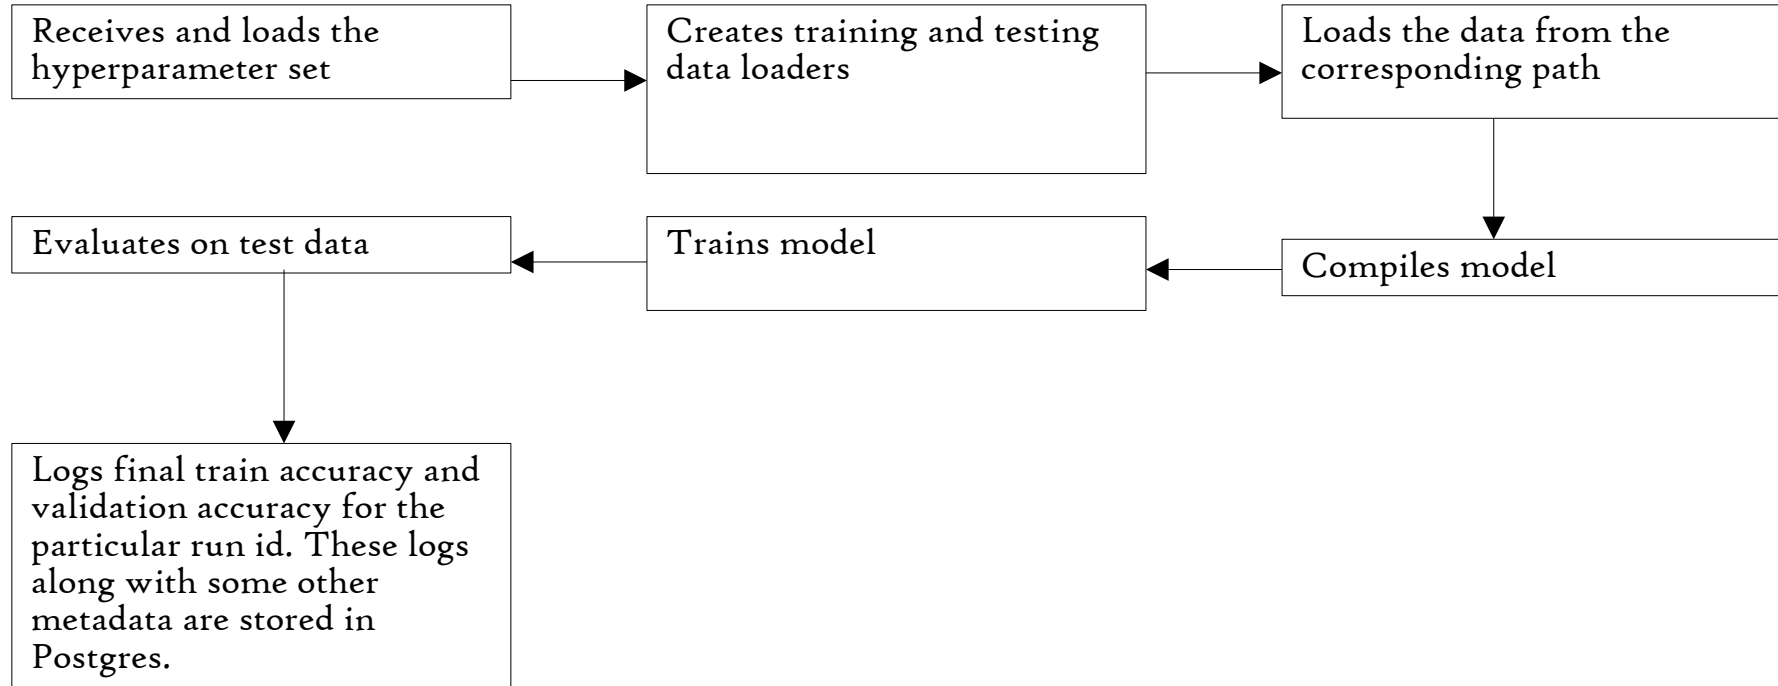 Receives and loads the
hyperparameter set
Creates training and testing
data loaders
Loads the data from the
corresponding path
Compiles model
Trains model
Evaluates on test data
Logs final train accuracy and
validation accuracy for the
particular run id. These logs
along with some other
metadata are stored in
Postgres.